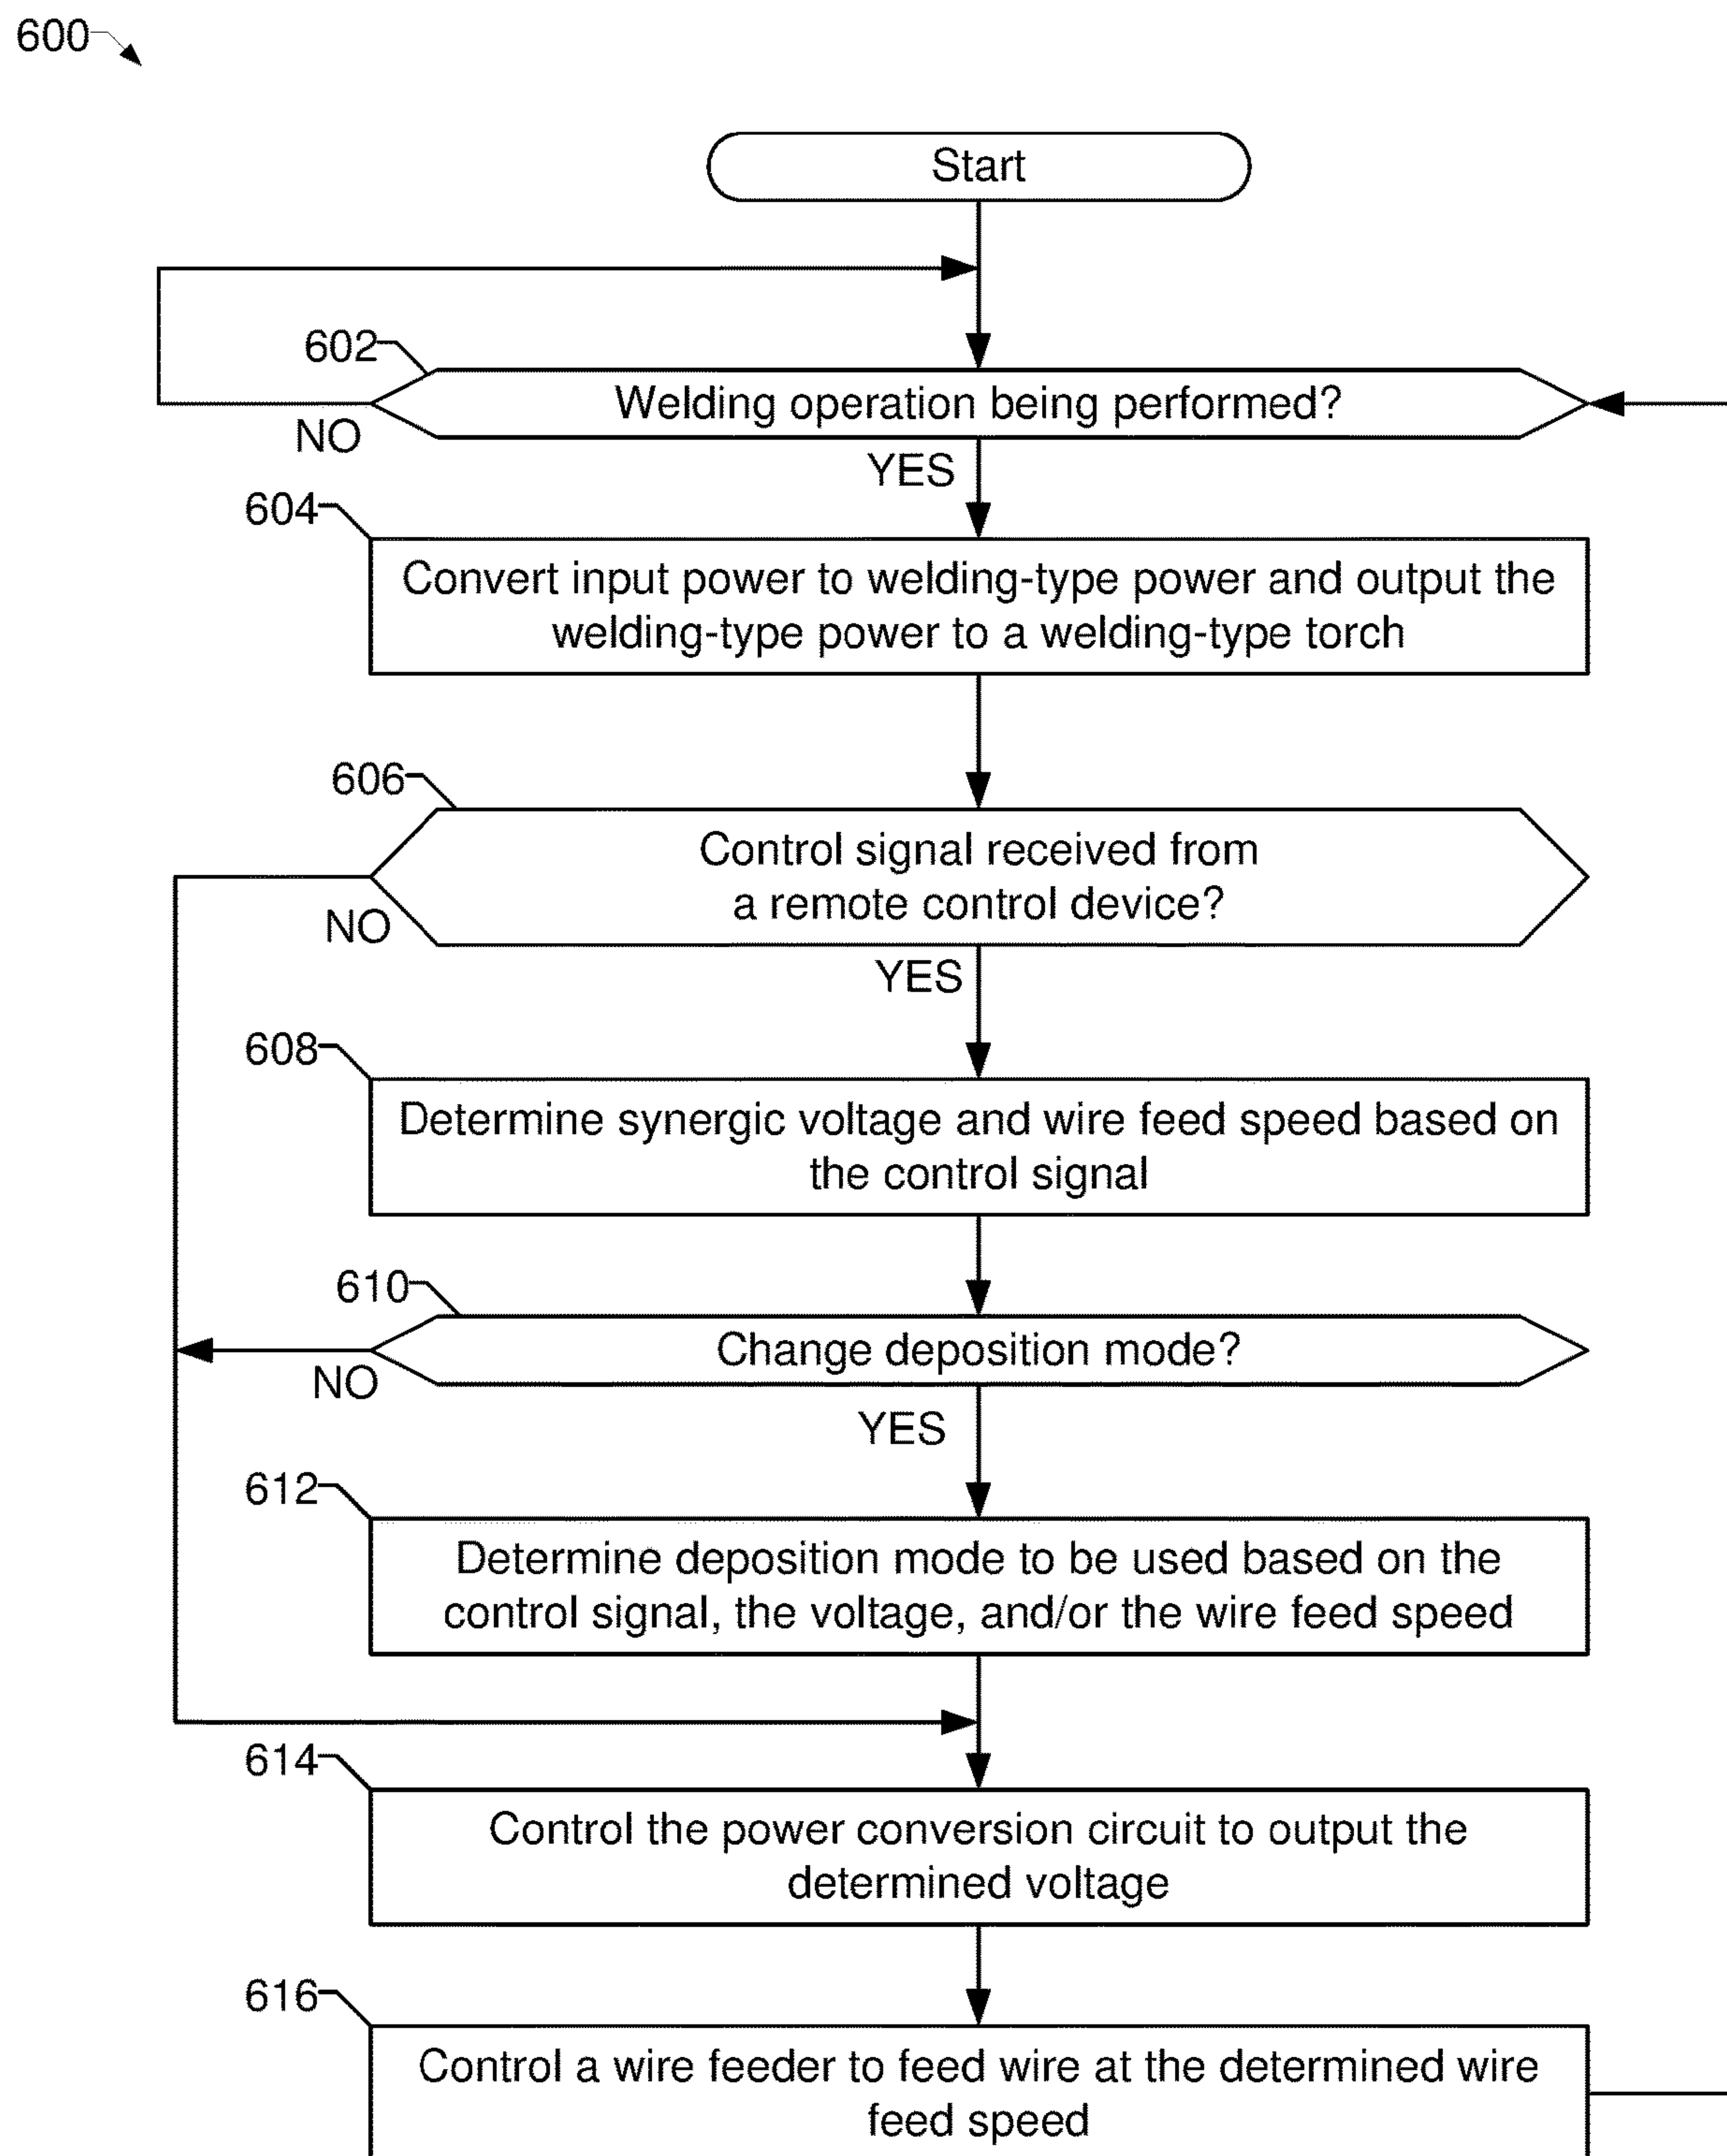 600
Start
602
Welding operation being performed?
NO
YES
604
Convert input power to welding-type power and output the
welding-type power to a welding-type torch
606
Control signal received from
a remote control device?
NO
YES
608
Determine synergic voltage and wire feed speed based on
the control signal
610
Change deposition mode?
NO
YES
612
Determine deposition mode to be used based on the
control signal, the voltage, and/or the wire feed speed
614
Control the power conversion circuit to output the
determined voltage
616
Control a wire feeder to feed wire at the determined wire
feed speed